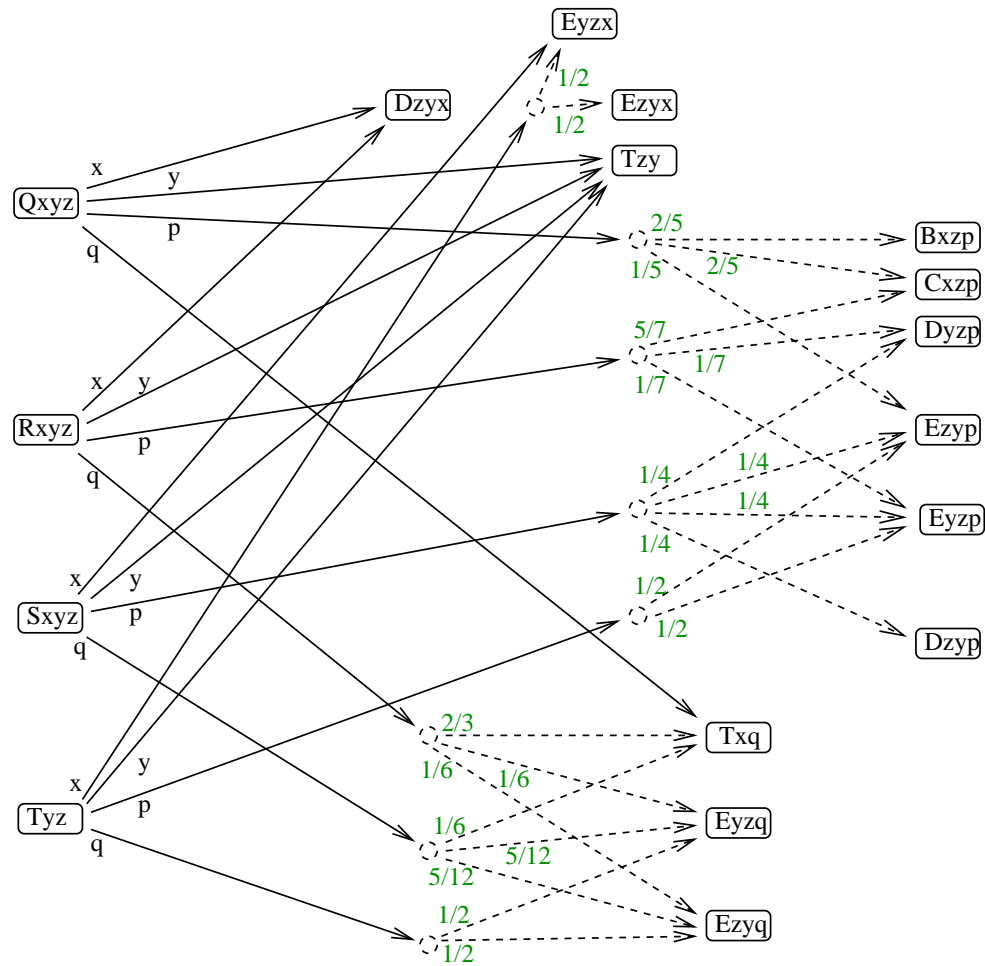 Eyzx
1/2
Dzyx
Ezyx
1/2
x
y
Tzy
Qxyz
p
2/5
Bxzp
q
1/5
2/5
Cxzp
5/7
Dyzp
x
y
1/7
1/7
Rxyz
p
Ezyp
q
1/4
1/4
1/4
Eyzp
1/4
x
y
1/2
Sxyz
p
1/2
q
Dzyp
2/3
Txq
y
1/6
1/6
x
p
Tyz
1/6
Eyzq
q
5/12
5/12
1/2
Ezyq
1/2